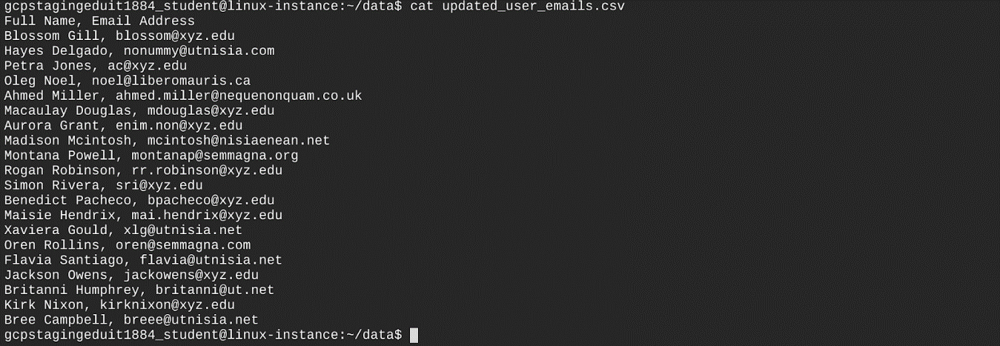 gcpstagingeduit1884_student@linux-instance:~/data$ cat updated_user_emails.csv
Full Name, Email Address
Blossom Gill, blossom@xyz.edu
Hayes Delgado, nonummy@utnisia.com
Petra Jones, ac@xyz.edu
Oleg Noel, noel@liberomauris.ca
Ahmed Miller, ahmed.miller@nequenonquam.co.uk
Macaulay Douglas, mdouglas@xyz.edu
Aurora Grant, enim.non@xyz.edu
Madison Mcintosh, mcintosh@nisiaenean.net
Montana Powell, montanap@semmagna.org
Rogan Robinson, rr.robinson@xyz.edu
Simon Rivera, sri@xyz.edu
Benedict Pacheco, bpacheco@xyz.edu
Maisie Hendrix, mai.hendrix@xyz.edu
Xaviera Gould, xlg@utnisia.net
Oren Rollins, oren@semmagna.com
Flavia Santiago, flavia@utnisia.net
Jackson Owens, jackowens@xyz.edu
Britanni Humphrey, britanni@ut.net
Kirk Nixon, kirknixon@xyz.edu
Bree Campbell, breee@utnisia.net
gcpstagingeduit1884_student@linux-instance:~/data$